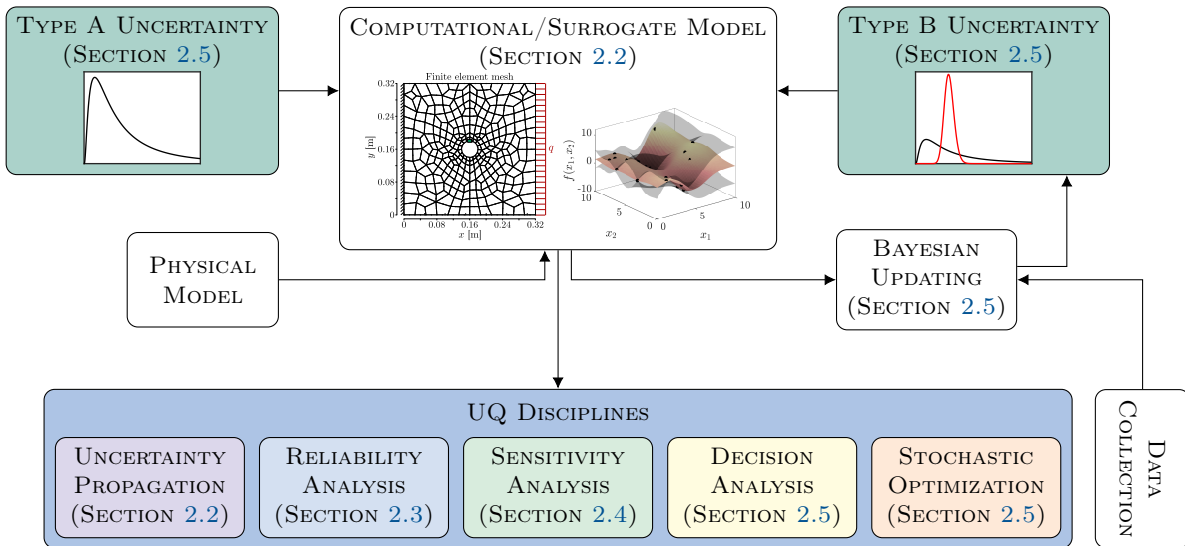 Type A Uncertainty
(Section 2.5)
Computational/Surrogate Model
(Section 2.2)
Finite element mesh
0.32
0.24
0.16
0.08
0
y [m]
0
0.08
0.16
0.24
0.32
x [m]
q
10
0
-10
f(x₁, x₂)
10
5
0
x₂
0
5
10
x₁
Type B Uncertainty
(Section 2.5)
Physical
Model
Bayesian
Updating
(Section 2.5)
UQ Disciplines
Uncertainty
Propagation
(Section 2.2)
Reliability
Analysis
(Section 2.3)
Sensitivity
Analysis
(Section 2.4)
Decision
Analysis
(Section 2.5)
Stochastic
Optimization
(Section 2.5)
Data
Collection